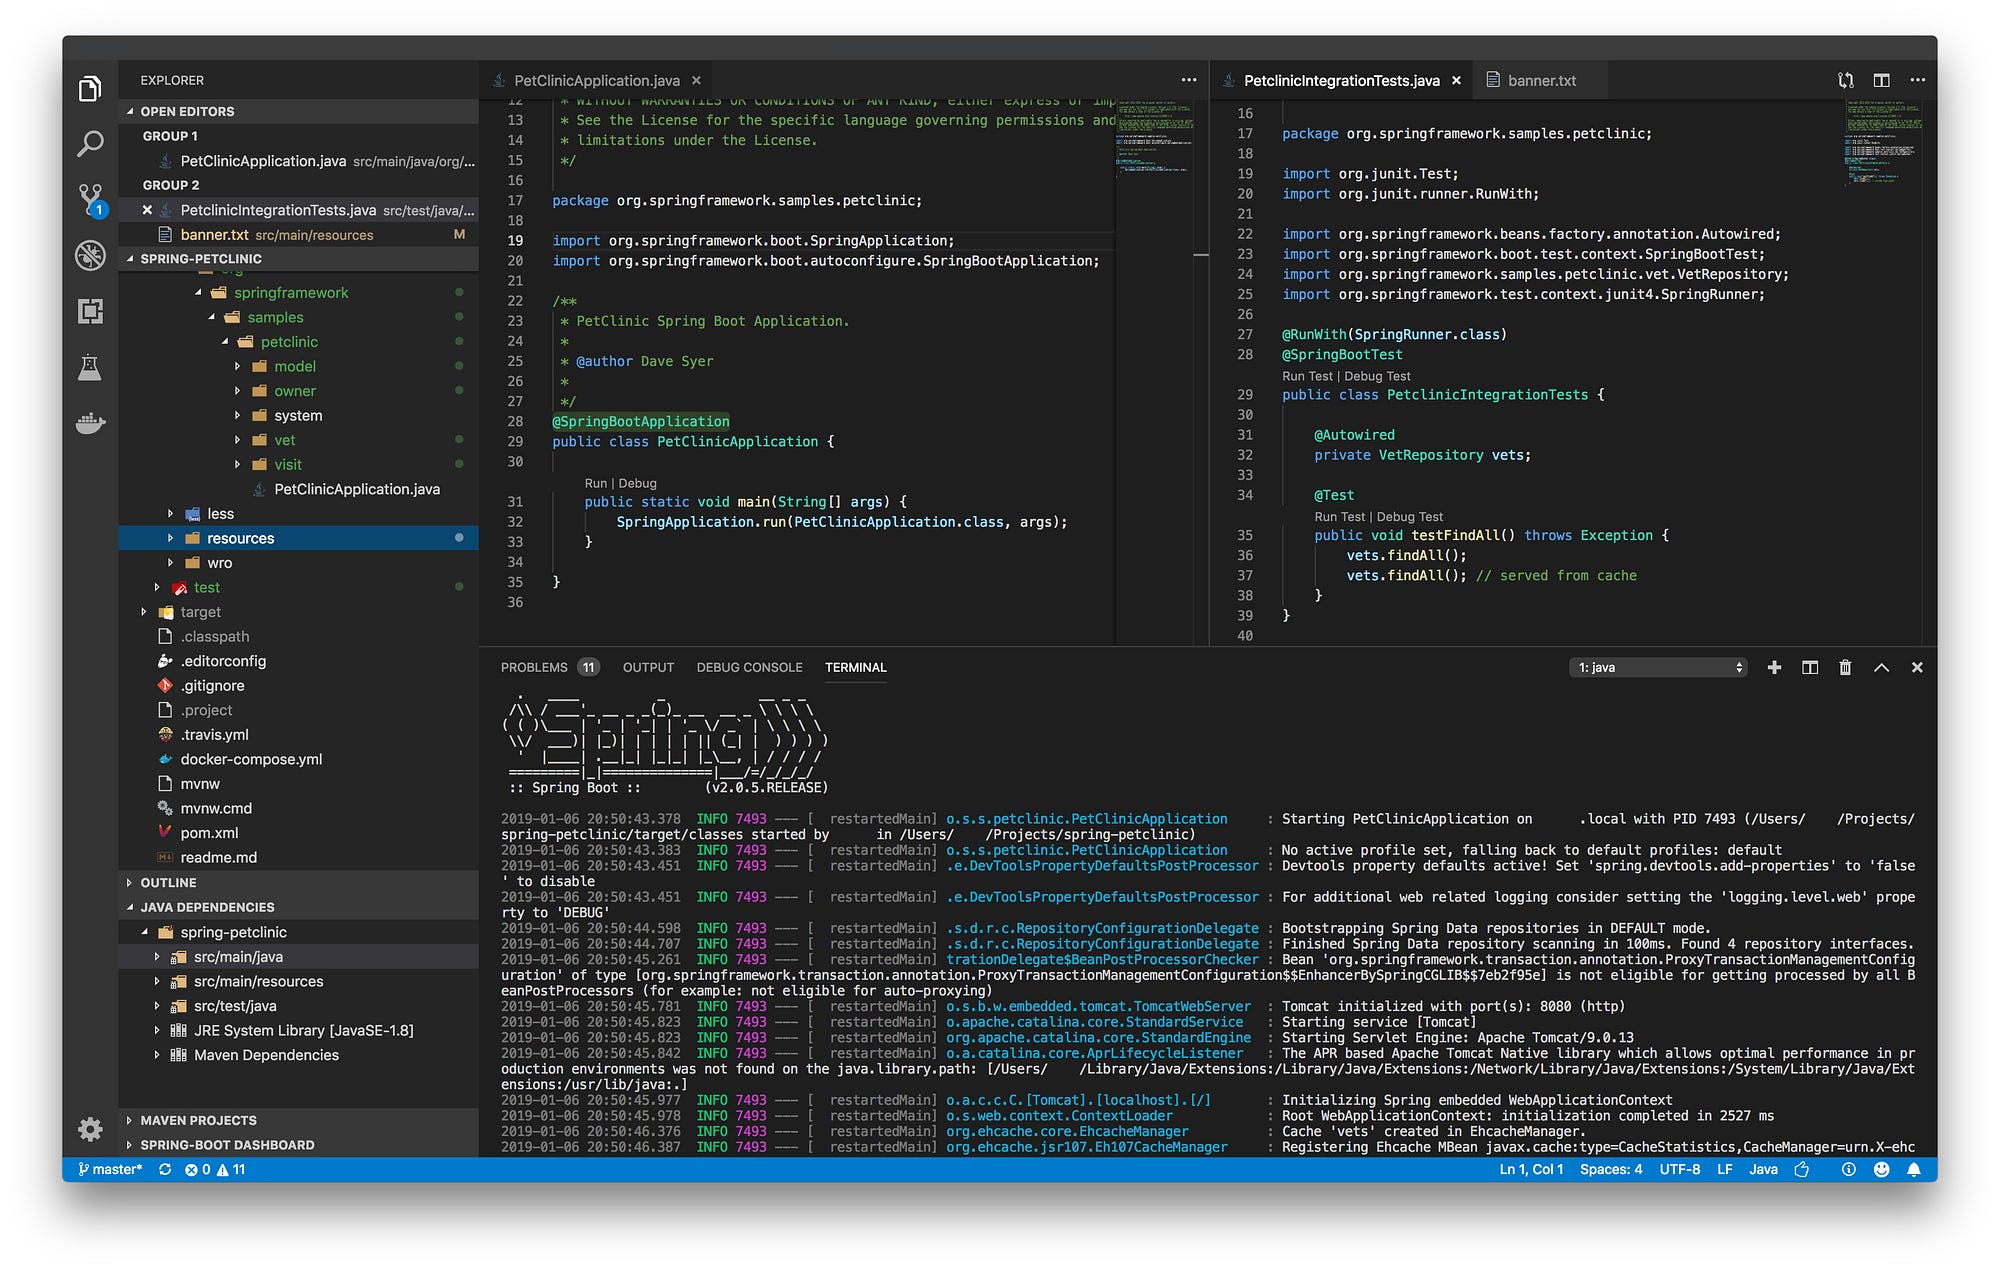 EXPLORER
OPEN EDITORS
GROUP 1
PetClinicApplication.java src/main/java/org/...
GROUP 2
PetclinicIntegrationTests.java src/test/java/...
banner.txt src/main/resources M
SPRING-PETCLINIC
org
springframework
samples
petclinic
model
owner
system
vet
visit
PetClinicApplication.java
less
resources
wro
test
target
.classpath
.editorconfig
.gitignore
.project
.travis.yml
docker-compose.yml
mvnw
mvnw.cmd
pom.xml
readme.md
OUTLINE
JAVA DEPENDENCIES
spring-petclinic
src/main/java
src/main/resources
src/test/java
JRE System Library [JavaSE-1.8]
Maven Dependencies
MAVEN PROJECTS
SPRING-BOOT DASHBOARD
1
PetClinicApplication.java
12 * WITHOUT WARRANTIES OR CONDITIONS OF ANY KIND, either express or imp
13 * See the License for the specific language governing permissions and
14 * limitations under the License.
15 */
16
17 package org.springframework.samples.petclinic;
18
19 import org.springframework.boot.SpringApplication;
20 import org.springframework.boot.autoconfigure.SpringBootApplication;
21
22 /**
23 * PetClinic Spring Boot Application.
24 *
25 * @author Dave Syer
26 *
27 */
28 @SpringBootApplication
29 public class PetClinicApplication {
30
Run | Debug
31 public static void main(String[] args) {
32 SpringApplication.run(PetClinicApplication.class, args);
33 }
34
35 }
36
PetclinicIntegrationTests.java banner.txt
16
17 package org.springframework.samples.petclinic;
18
19 import org.junit.Test;
20 import org.junit.runner.RunWith;
21
22 import org.springframework.beans.factory.annotation.Autowired;
23 import org.springframework.boot.test.context.SpringBootTest;
24 import org.springframework.samples.petclinic.vet.VetRepository;
25 import org.springframework.test.context.junit4.SpringRunner;
26
27 @RunWith(SpringRunner.class)
28 @SpringBootTest
Run Test | Debug Test
29 public class PetclinicIntegrationTests {
30
31 @Autowired
32 private VetRepository vets;
33
34 @Test
Run Test | Debug Test
35 public void testFindAll() throws Exception {
36 vets.findAll();
37 vets.findAll(); // served from cache
38 }
39 }
40
PROBLEMS 11 OUTPUT DEBUG CONSOLE TERMINAL 1: java
:: Spring Boot :: (v2.0.5.RELEASE)
2019-01-06 20:50:43.378 INFO 7493 --- [ restartedMain] o.s.s.petclinic.PetClinicApplication : Starting PetClinicApplication on .local with PID 7493 (/Users/ /Projects/
spring-petclinic/target/classes started by in /Users/ /Projects/spring-petclinic)
2019-01-06 20:50:43.383 INFO 7493 --- [ restartedMain] o.s.s.petclinic.PetClinicApplication : No active profile set, falling back to default profiles: default
2019-01-06 20:50:43.451 INFO 7493 --- [ restartedMain] .e.DevToolsPropertyDefaultsPostProcessor : Devtools property defaults active! Set 'spring.devtools.add-properties' to 'false
' to disable
2019-01-06 20:50:43.451 INFO 7493 --- [ restartedMain] .e.DevToolsPropertyDefaultsPostProcessor : For additional web related logging consider setting the 'logging.level.web' prope
rty to 'DEBUG'
2019-01-06 20:50:44.598 INFO 7493 --- [ restartedMain] .s.d.r.c.RepositoryConfigurationDelegate : Bootstrapping Spring Data repositories in DEFAULT mode.
2019-01-06 20:50:44.707 INFO 7493 --- [ restartedMain] .s.d.r.c.RepositoryConfigurationDelegate : Finished Spring Data repository scanning in 100ms. Found 4 repository interfaces.
2019-01-06 20:50:45.261 INFO 7493 --- [ restartedMain] trationDelegate$BeanPostProcessorChecker : Bean 'org.springframework.transaction.annotation.ProxyTransactionManagementConfig
uration' of type [org.springframework.transaction.annotation.ProxyTransactionManagementConfiguration$$EnhancerBySpringCGLIB$$7eb2f95e] is not eligible for getting processed by all B
eanPostProcessors (for example: not eligible for auto-proxying)
2019-01-06 20:50:45.781 INFO 7493 --- [ restartedMain] o.s.b.w.embedded.tomcat.TomcatWebServer : Tomcat initialized with port(s): 8080 (http)
2019-01-06 20:50:45.823 INFO 7493 --- [ restartedMain] o.apache.catalina.core.StandardService : Starting service [Tomcat]
2019-01-06 20:50:45.823 INFO 7493 --- [ restartedMain] org.apache.catalina.core.StandardEngine : Starting Servlet Engine: Apache Tomcat/9.0.13
2019-01-06 20:50:45.842 INFO 7493 --- [ restartedMain] o.a.catalina.core.AprLifecycleListener : The APR based Apache Tomcat Native library which allows optimal performance in pr
oduction environments was not found on the java.library.path: [/Users/ /Library/Java/Extensions:/Library/Java/Extensions:/Network/Library/Java/Extensions:/System/Library/Java/Ext
ensions:/usr/lib/java:.]
2019-01-06 20:50:45.977 INFO 7493 --- [ restartedMain] o.a.c.c.C.[Tomcat].[localhost].[/] : Initializing Spring embedded WebApplicationContext
2019-01-06 20:50:45.978 INFO 7493 --- [ restartedMain] o.s.web.context.ContextLoader : Root WebApplicationContext: initialization completed in 2527 ms
2019-01-06 20:50:46.376 INFO 7493 --- [ restartedMain] org.ehcache.core.EhcacheManager : Cache 'vets' created in EhcacheManager.
2019-01-06 20:50:46.387 INFO 7493 --- [ restartedMain] org.ehcache.jsr107.Eh107CacheManager : Registering Ehcache MBean javax.cache:type=CacheStatistics,CacheManager=urn.X-ehc
master* 0 11 Ln 1, Col 1 Spaces: 4 UTF-8 LF Java